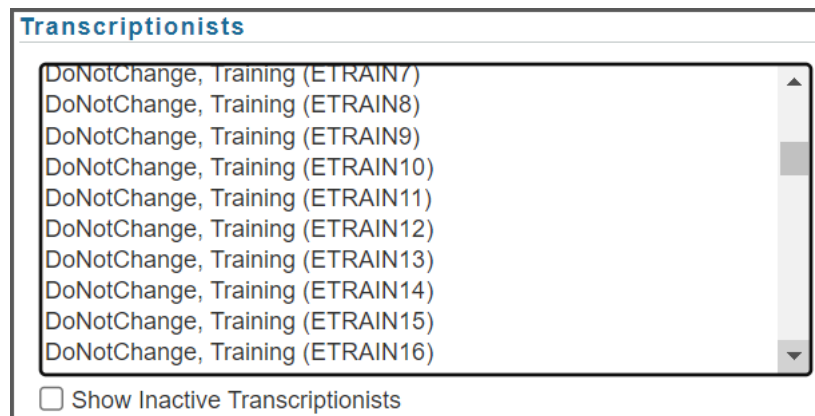 Transcriptionists
DoNotChange, Training (ETRAIN7)
DoNotChange, Training (ETRAIN8)
DoNotChange, Training (ETRAIN9)
DoNotChange, Training (ETRAIN10)
DoNotChange, Training (ETRAIN11)
DoNotChange, Training (ETRAIN12)
DoNotChange, Training (ETRAIN13)
DoNotChange, Training (ETRAIN14)
DoNotChange, Training (ETRAIN15)
DoNotChange, Training (ETRAIN16)
Show Inactive Transcriptionists